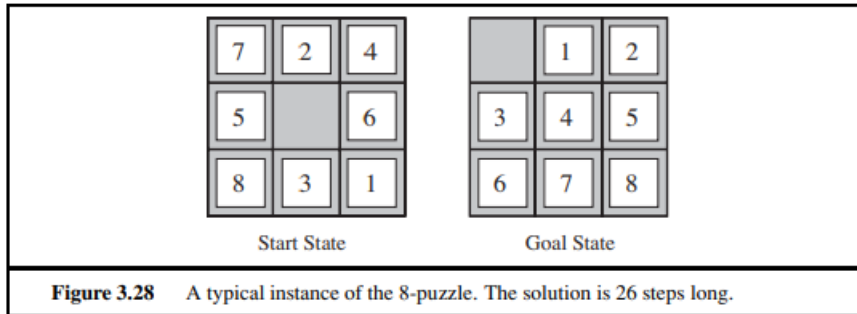 7 2 4 1 2
5 6 3 4 5
8 3 1 6 7 8
Start State Goal State
Figure 3.28 A typical instance of the 8-puzzle. The solution is 26 steps long.